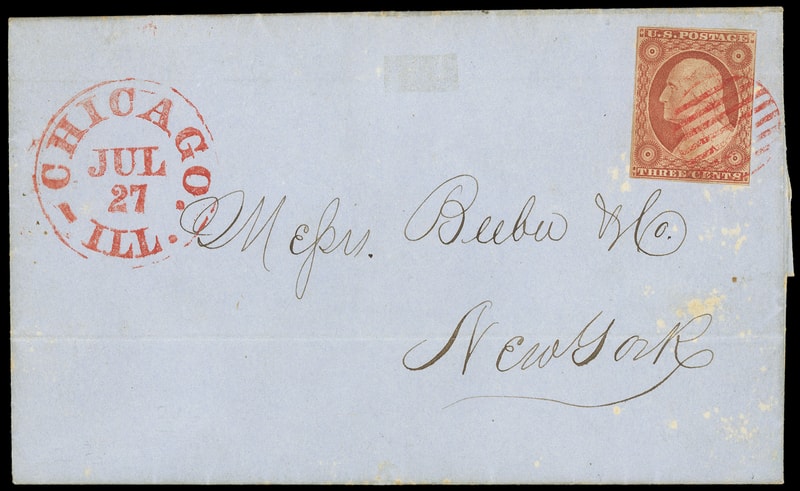 U.S. POSTAGE
THREE CENTS
CHICAGO.
JUL
27
ILL.
Messrs. Beebe & Co.
New York